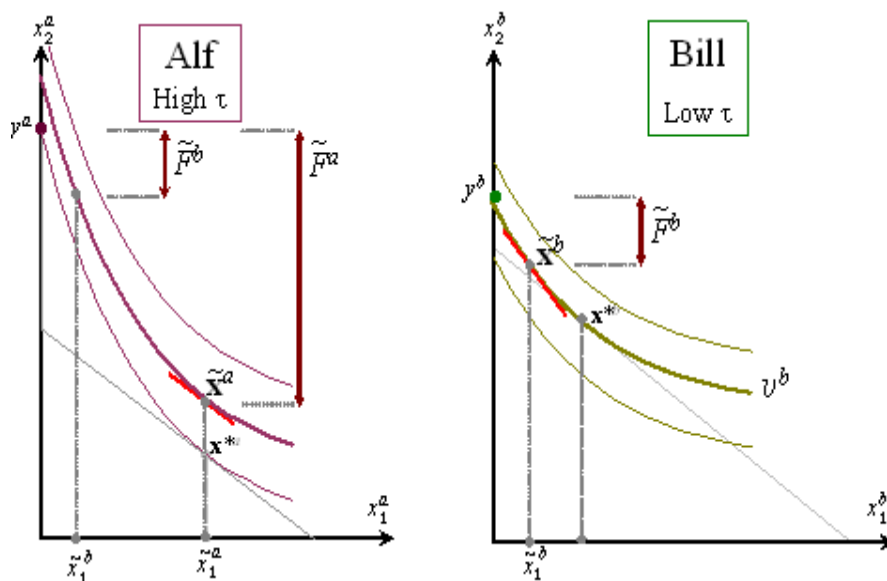 x₂ᵃ
Alf
High τ
yᵃ
F̃ᵇ
F̃ᵃ
x̃ᵃ
x*
x₁ᵃ
x̃₁ᵇ
x̃₁ᵃ
x₂ᵇ
Bill
Low τ
yᵇ
x̃ᵇ
F̃ᵇ
x*
υᵇ
x₁ᵇ
x̃₁ᵇ